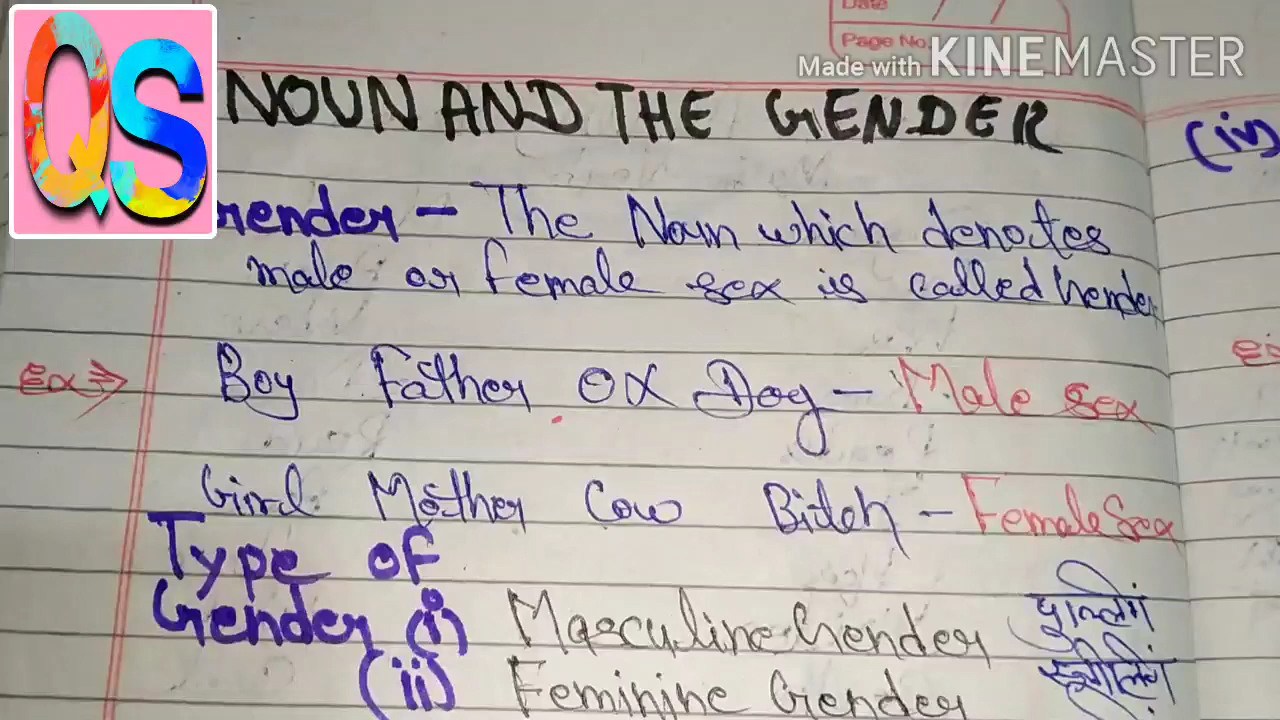 QS
Date / /
Page No.
Made with KINEMASTER
NOUN AND THE GENDER
(iv)
Gender - The Noun which denotes
male or female sex is called Gender
Ex ⇒ Boy Father OX Dog - Male sex
Girl Mother Cow Bitch - Female Sex
Type of
Gender (i) Masculine Gender पुल्लिंग
(ii) Feminine Gender स्त्रीलिंग